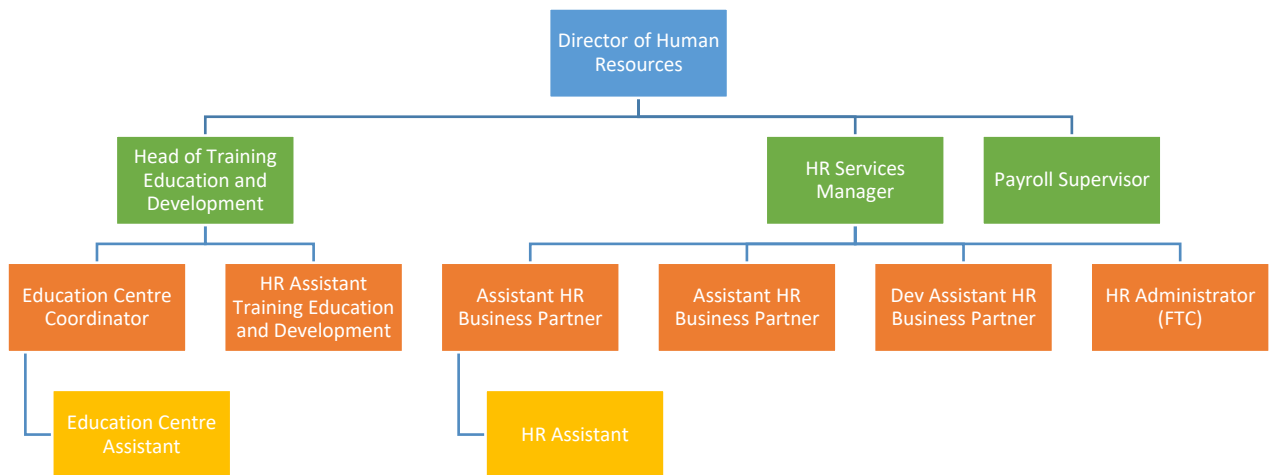 Director of Human
Resources
Head of Training
Education and
Development
HR Services
Manager
Payroll Supervisor
Education Centre
Coordinator
HR Assistant
Training Education
and Development
Assistant HR
Business Partner
Assistant HR
Business Partner
Dev Assistant HR
Business Partner
HR Administrator
(FTC)
Education Centre
Assistant
HR Assistant